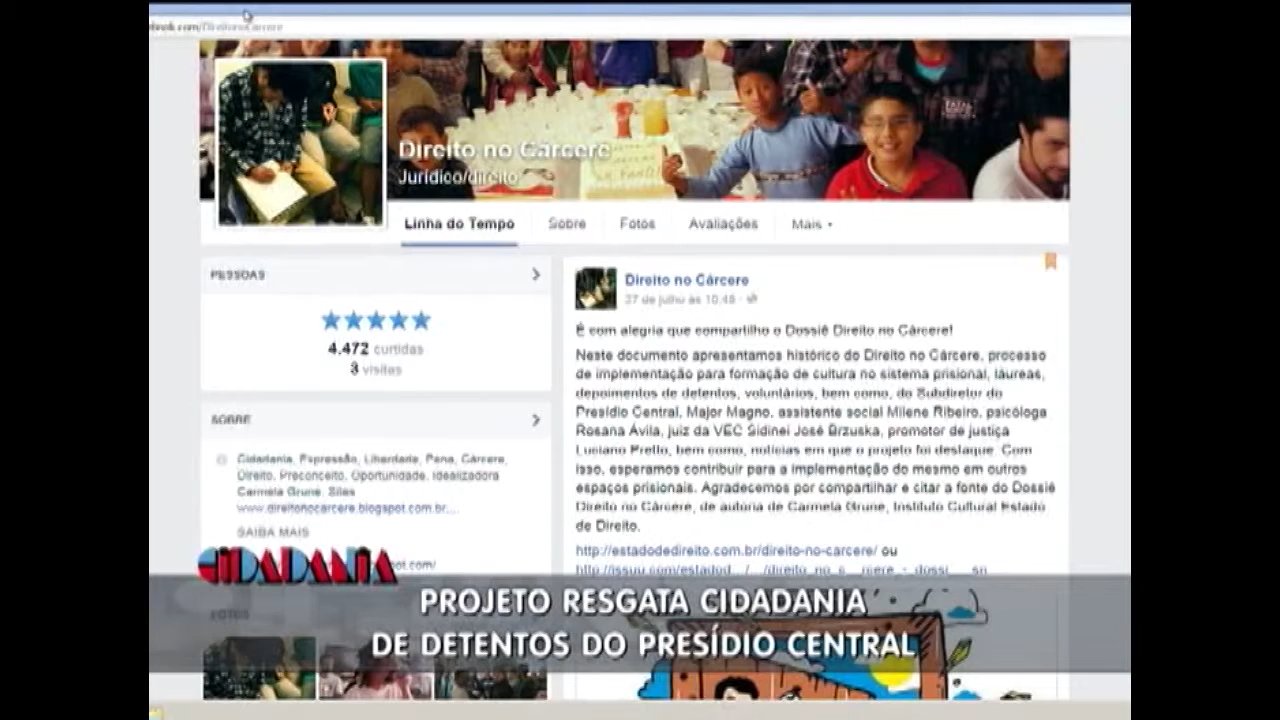 Direito no Cárcere
Jurídico/direito
Linha do Tempo Sobre Fotos Avaliações Mais
PESSOAS
4.472 curtidas
3 visitas
SOBRE
Cidadania, Expressão, Liberdade, Pena, Cárcere,
Direito, Preconceito, Oportunidade. Idealizadora
Carmela Grune. Sites
www.direitonocarcere.blogspot.com.br....
SAIBA MAIS
FOTOS
Direito no Cárcere
27 de julho às 10:48
É com alegria que compartilho o Dossiê Direito no Cárcere!
Neste documento apresentamos histórico do Direito no Cárcere, processo
de implementação para formação de cultura no sistema prisional, láureas,
depoimentos de detentos, voluntários, bem como, do Subdiretor do
Presídio Central, Major Magno, assistente social Milene Ribeiro, psicóloga
Rosana Ávila, juiz da VEC Sidinei José Brzuska, promotor de justiça
Luciano Pretto, bem como, notícias em que o projeto foi destaque. Com
isso, esperamos contribuir para a implementação do mesmo em outros
espaços prisionais. Agradecemos por compartilhar e citar a fonte do Dossiê
Direito no Cárcere, de autoria de Carmela Grune, Instituto Cultural Estado
de Direito.
http://estadodedireito.com.br/direito-no-carcere/ ou
CIDADANIA
PROJETO RESGATA CIDADANIA
DE DETENTOS DO PRESÍDIO CENTRAL